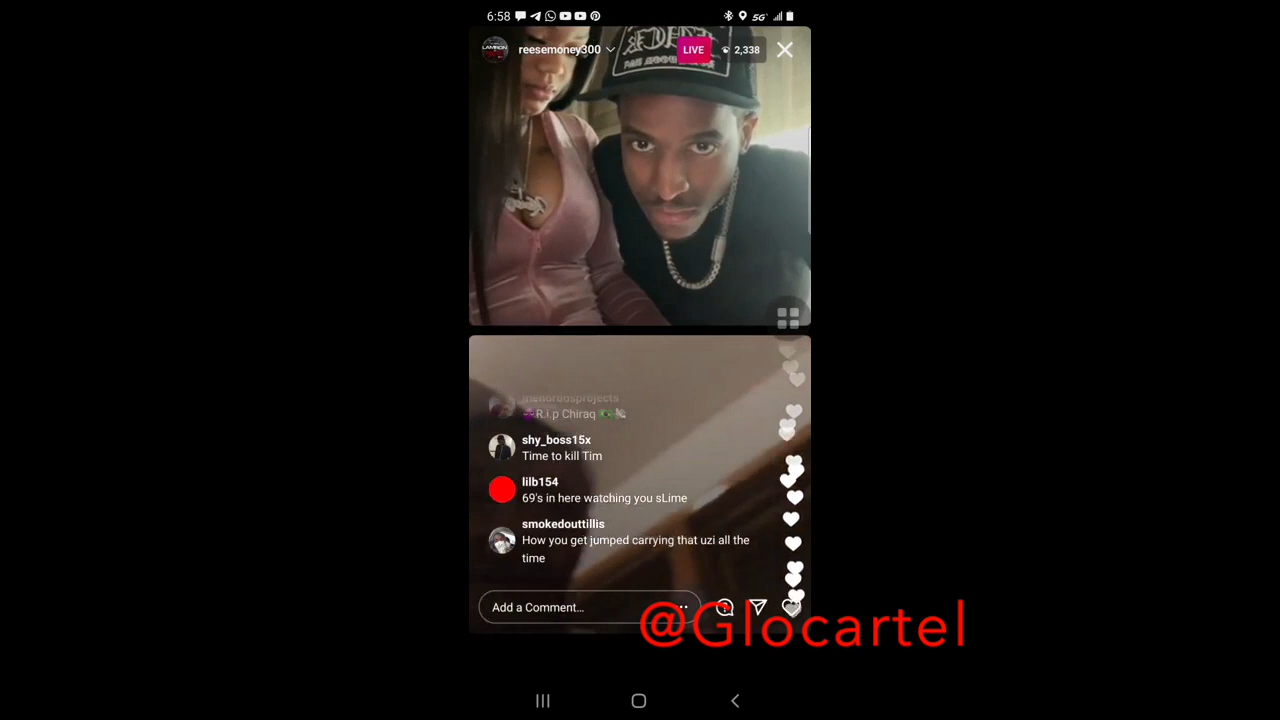 6:58
5G
reesemoney300
LIVE
2,338
R.i.p Chiraq
shy_boss15x
Time to kill Tim
lilb154
69's in here watching you sLime
smokedouttillis
How you get jumped carrying that uzi all the
time
Add a Comment...
@Glocartel